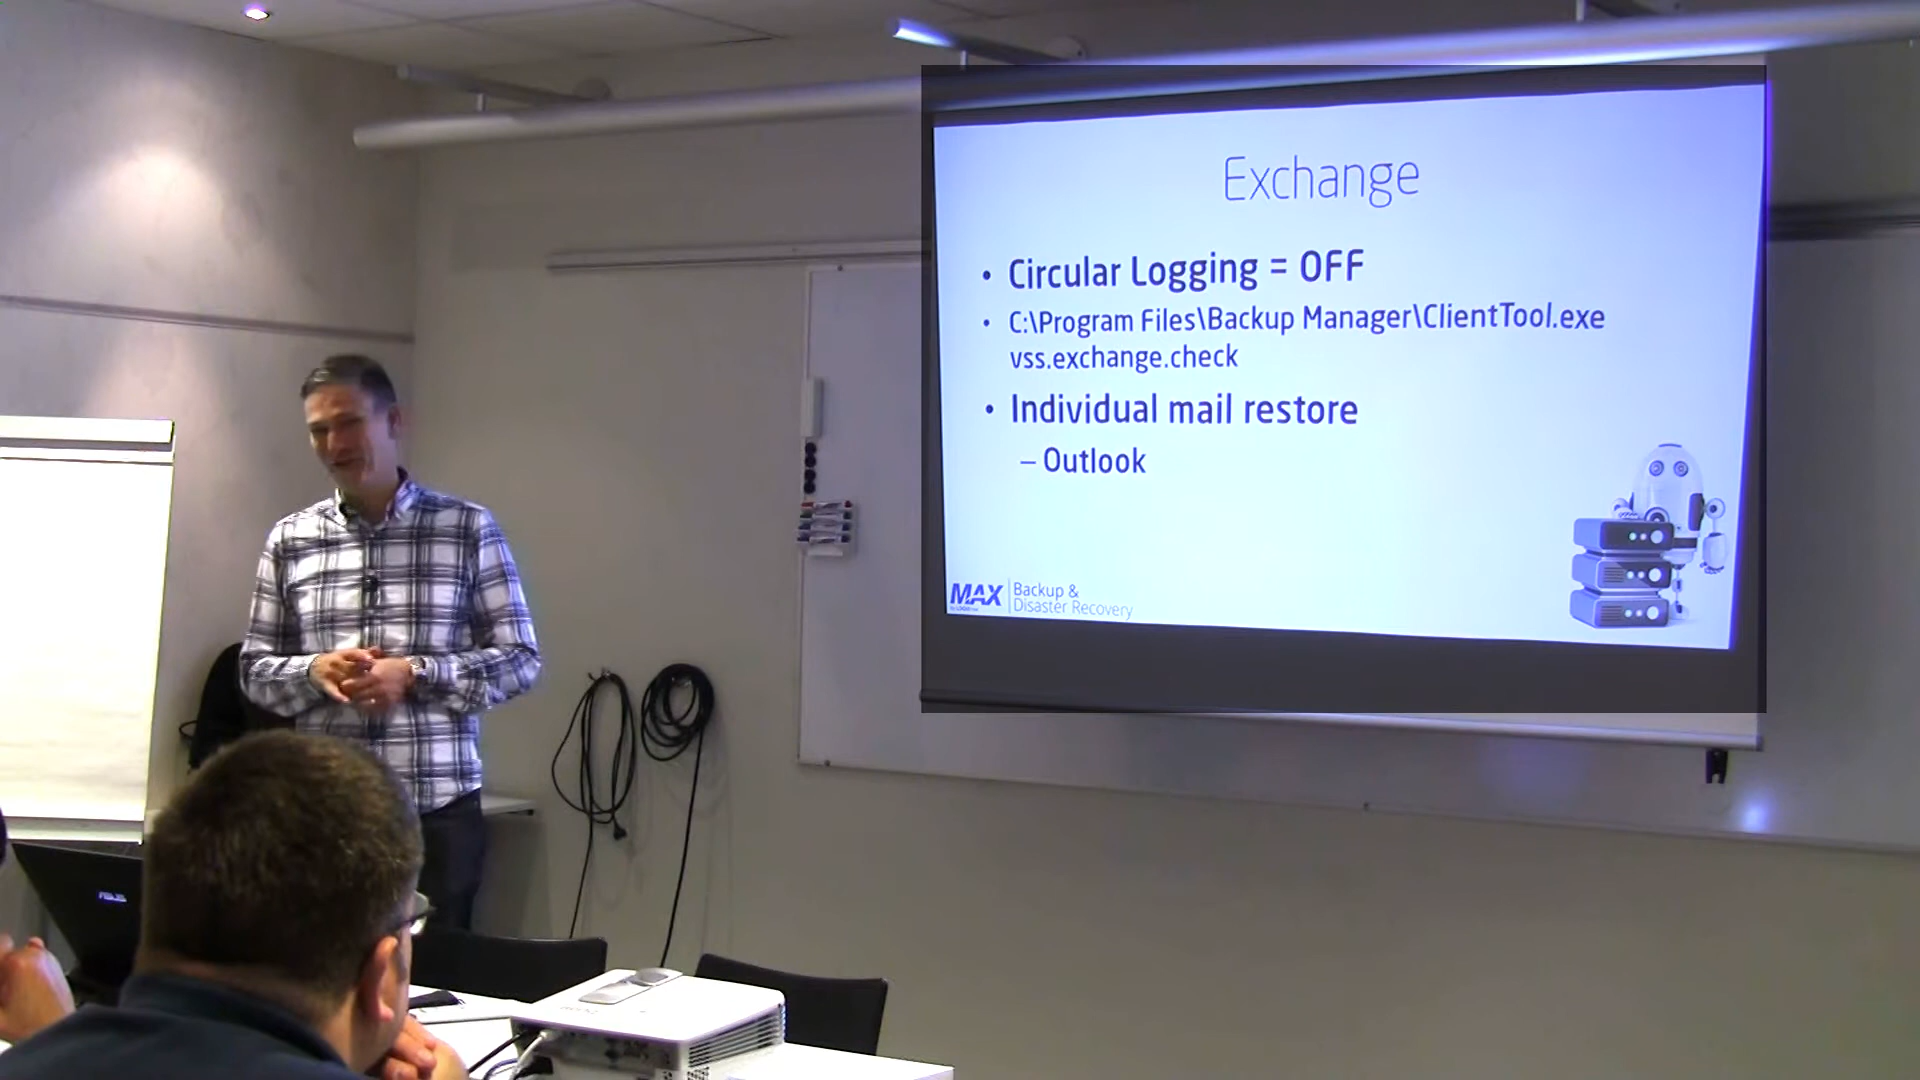 Exchange
• Circular Logging = OFF
• C:\Program Files\Backup Manager\ClientTool.exe
vss.exchange.check
• Individual mail restore
– Outlook
MAX
Backup &
Disaster Recovery
ASUS